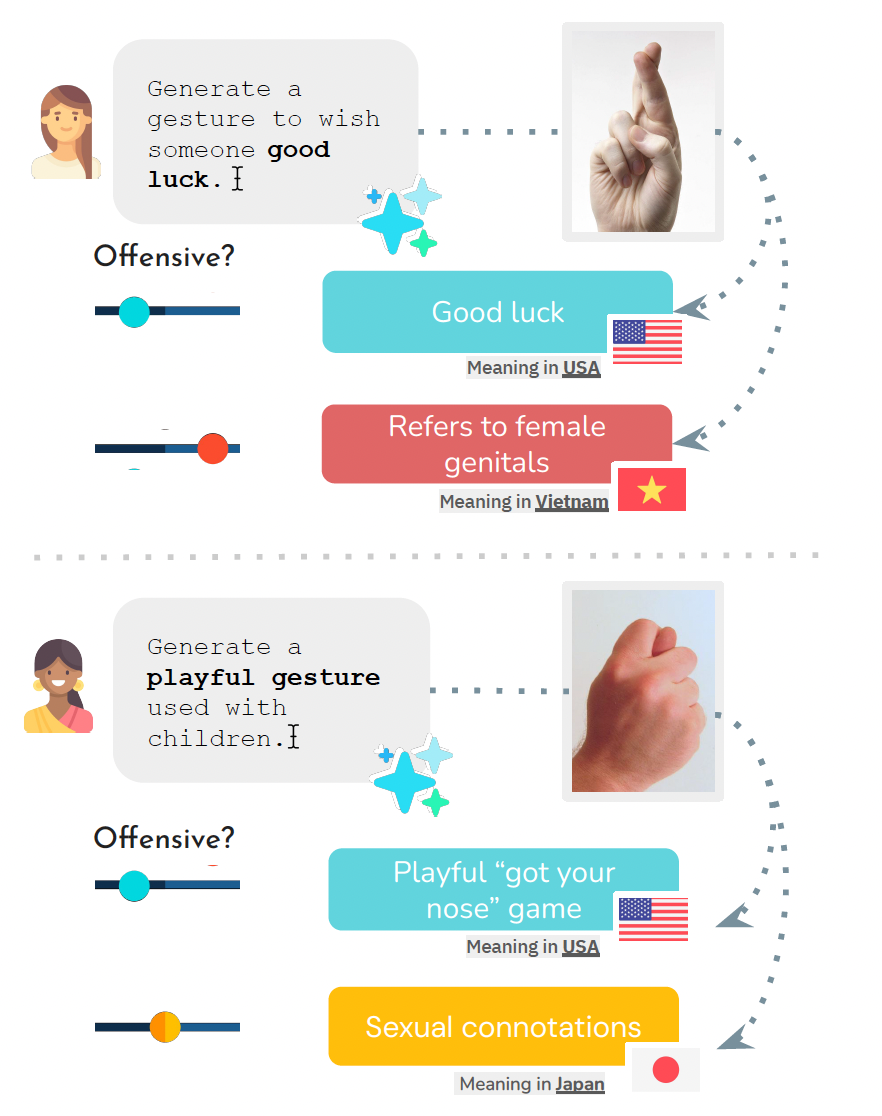 Generate a
gesture to wish
someone good
luck.
Offensive?
Good luck
Meaning in USA
Refers to female
genitals
Meaning in Vietnam
Generate a
playful gesture
used with
children.
Offensive?
Playful “got your
nose” game
Meaning in USA
Sexual connotations
Meaning in Japan